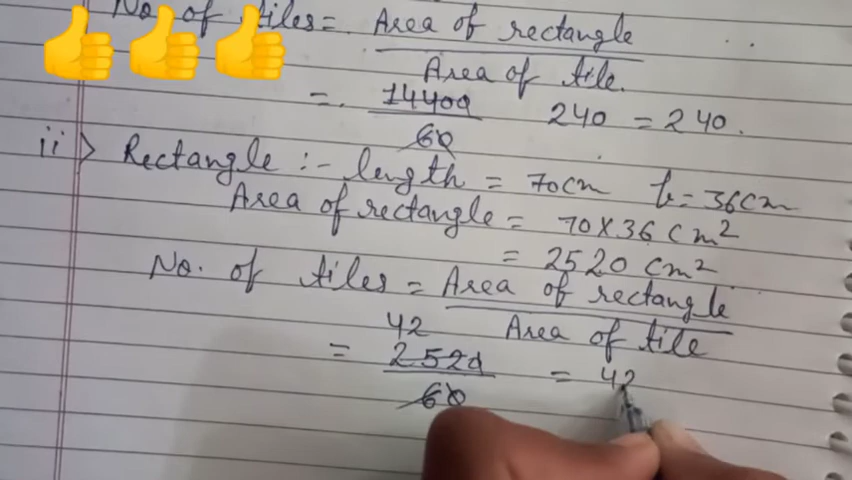 No. of tiles = Area of rectangle
Area of tile.
= 14400 240 = 240.
60
ii> Rectangle :- length = 70cm b = 36cm
Area of rectangle = 70×36 cm²
= 2520 cm²
No. of tiles = Area of rectangle
Area of tile
42
= 2520 = 42
60